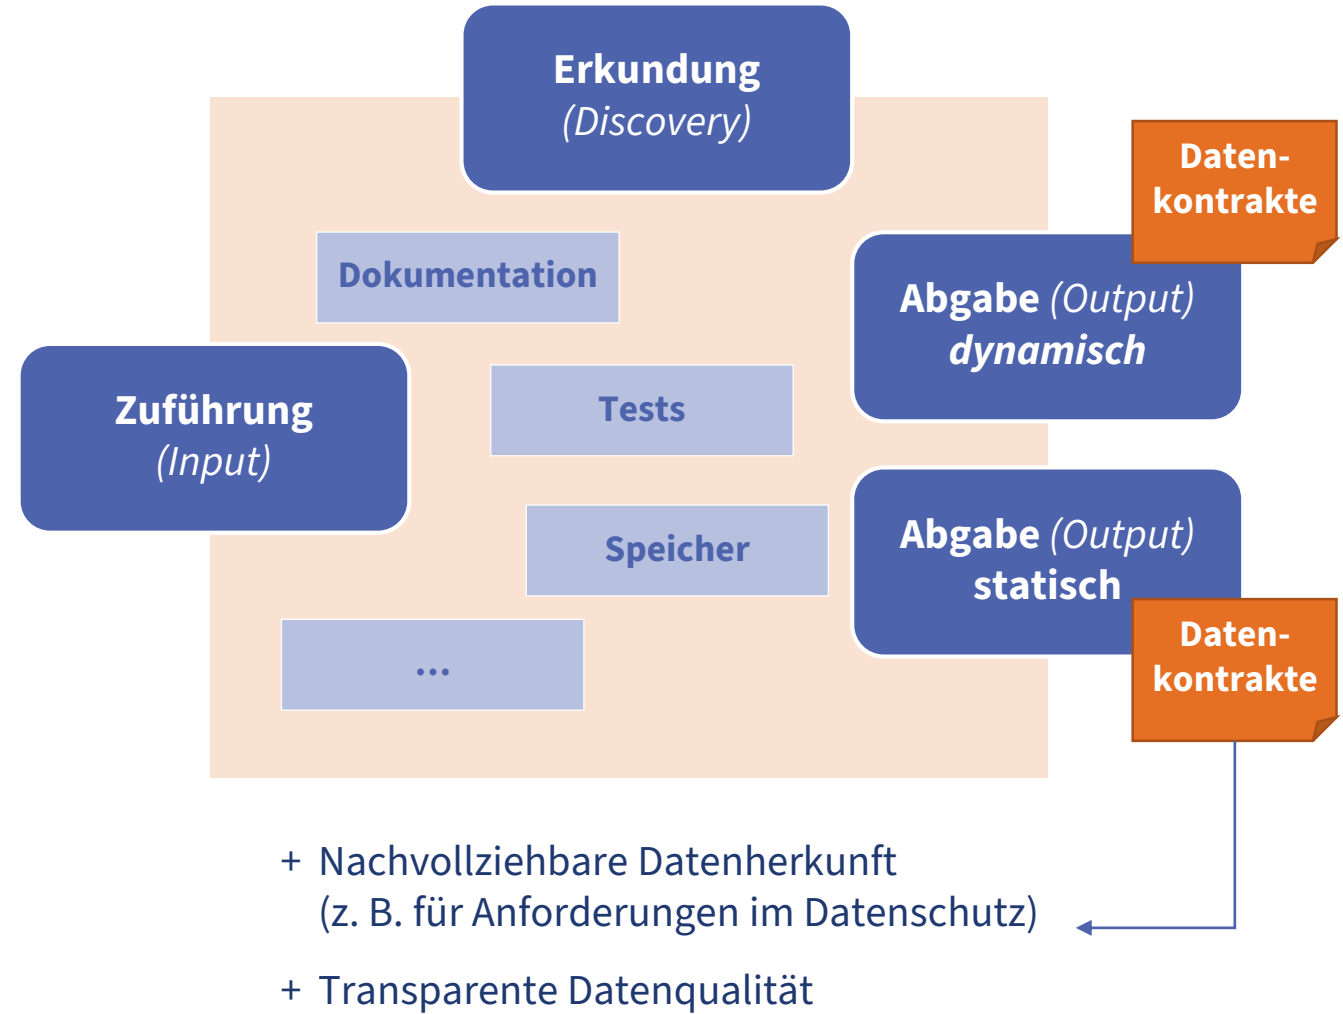 Erkundung
(Discovery)
Daten-
kontrakte
Dokumentation
Abgabe (Output)
dynamisch
Zuführung
(Input)
Tests
Abgabe (Output)
statisch
Speicher
Daten-
kontrakte
...
+ Nachvollziehbare Datenherkunft
(z. B. für Anforderungen im Datenschutz)
+ Transparente Datenqualität